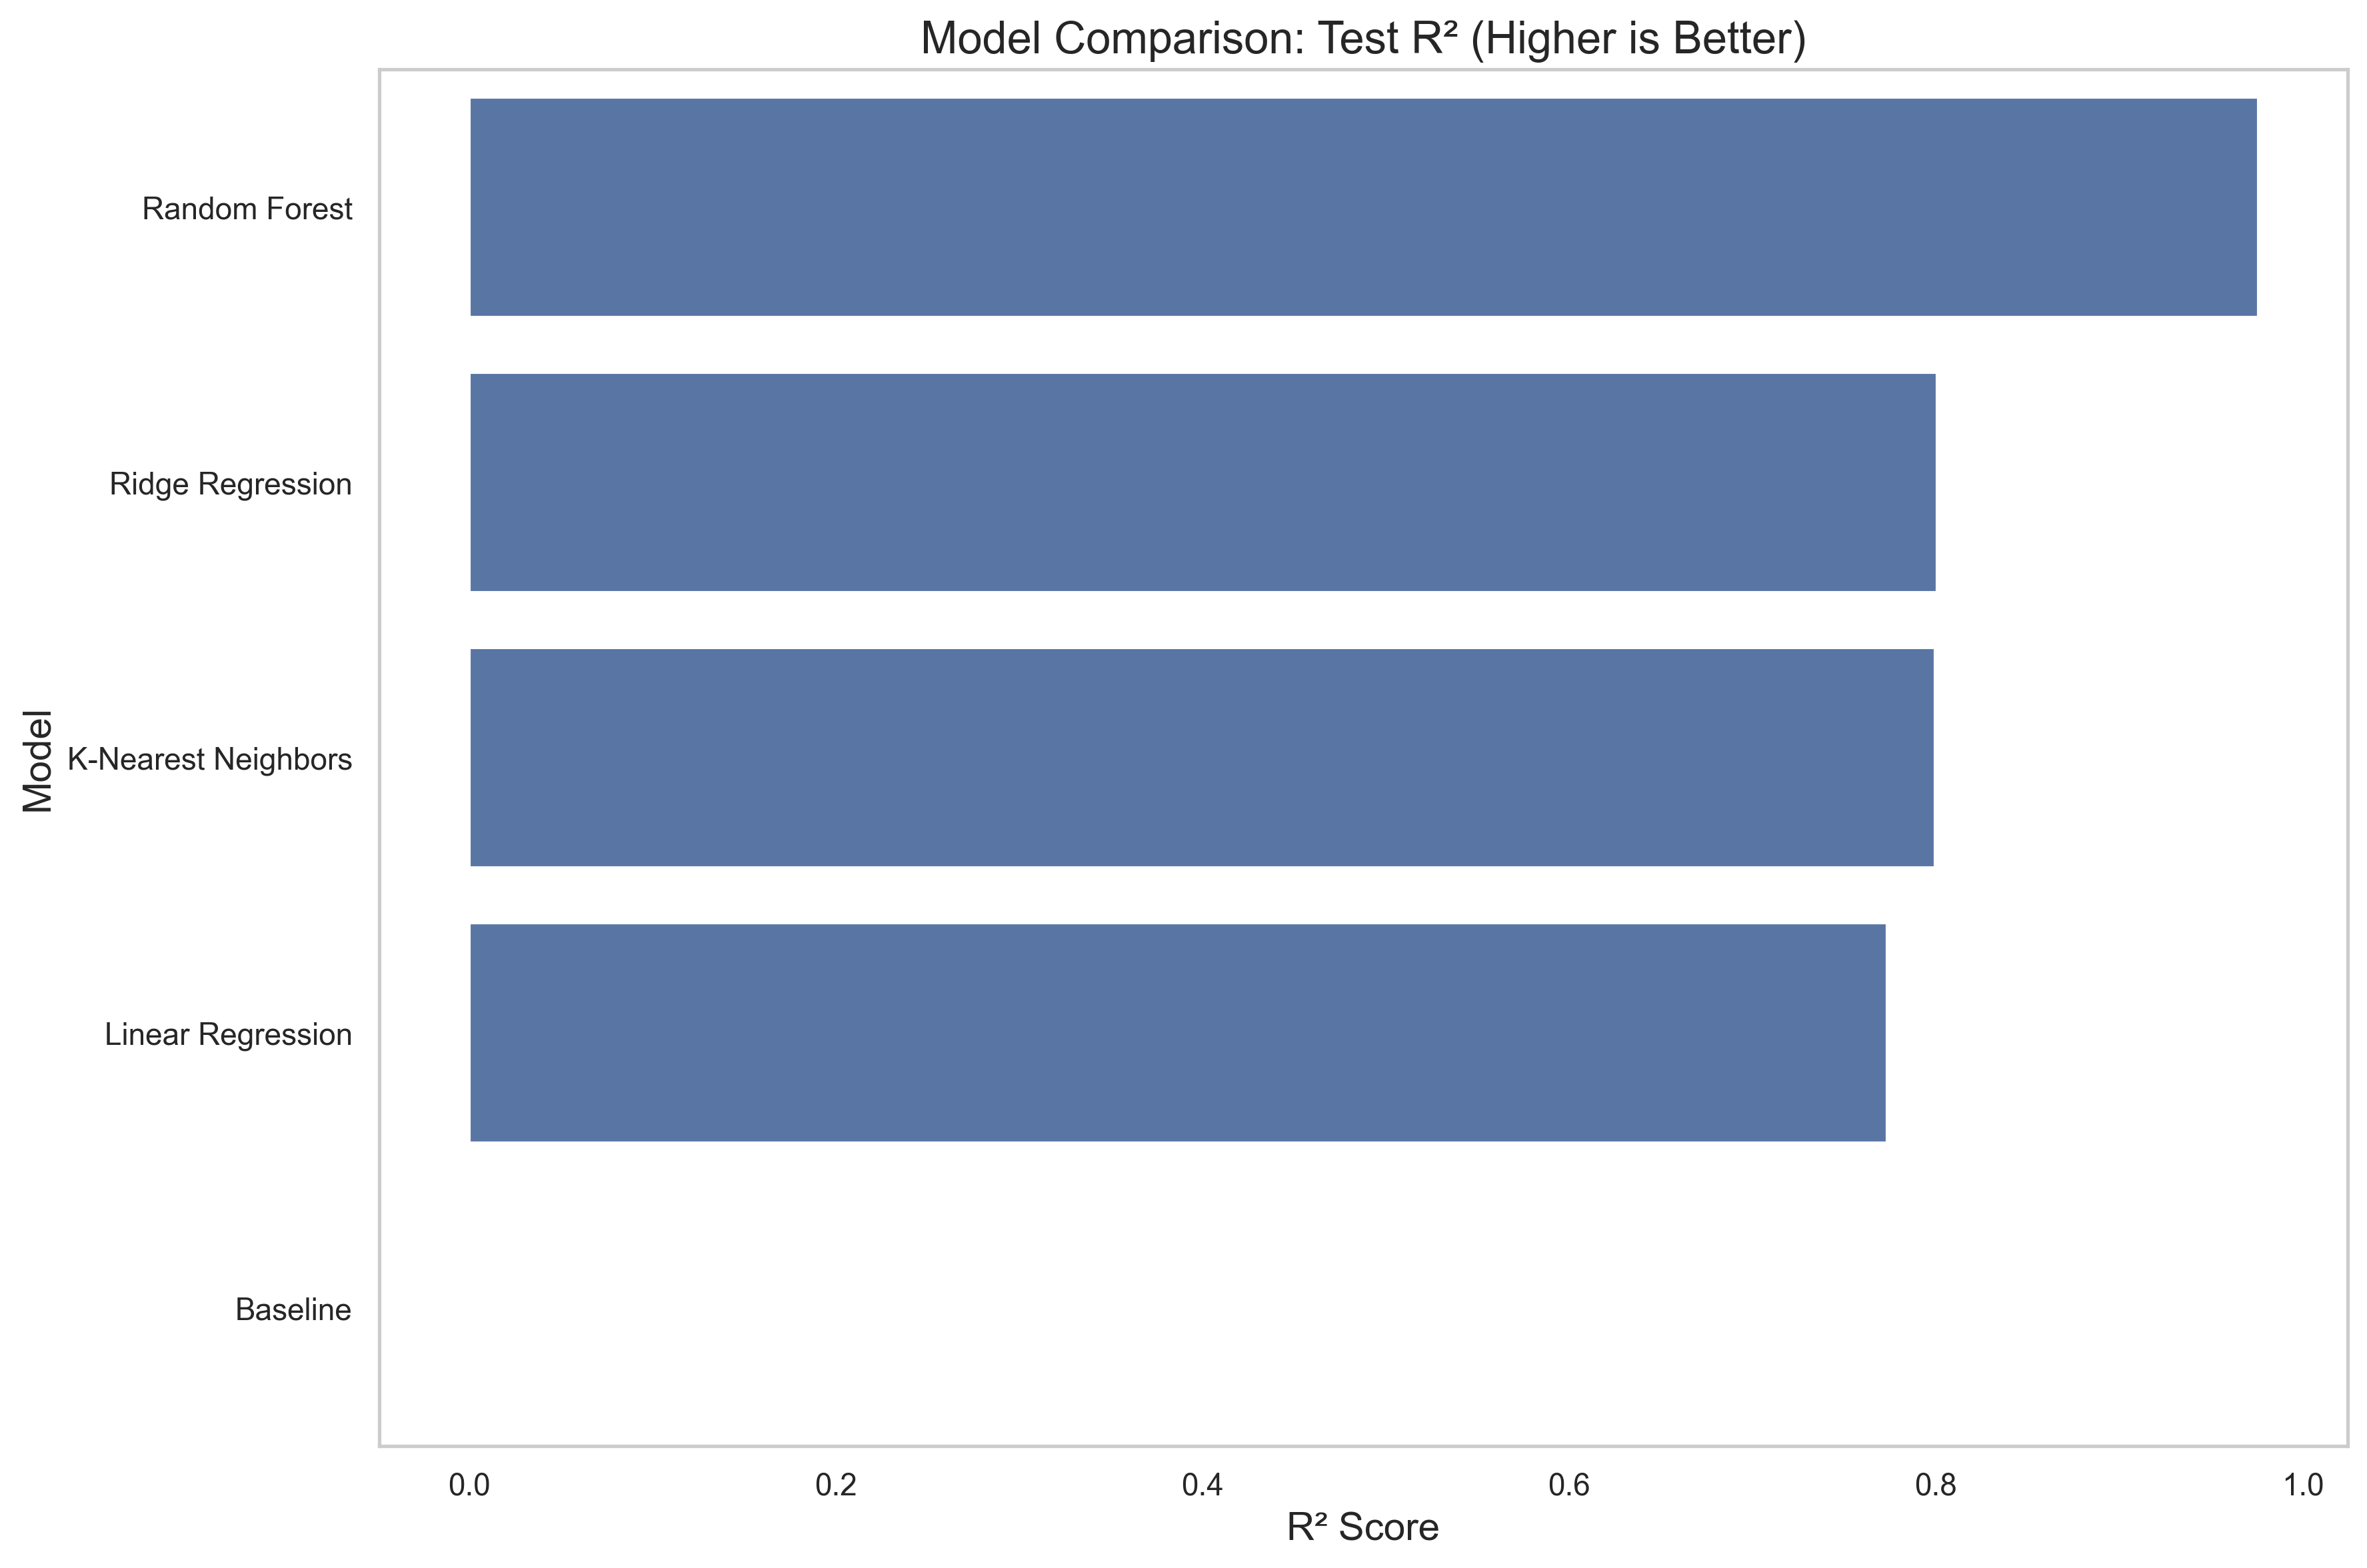 Model Comparison: Test R² (Higher is Better)
Model
Random Forest
Ridge Regression
K-Nearest Neighbors
Linear Regression
Baseline
0.0 0.2 0.4 0.6 0.8 1.0
R² Score